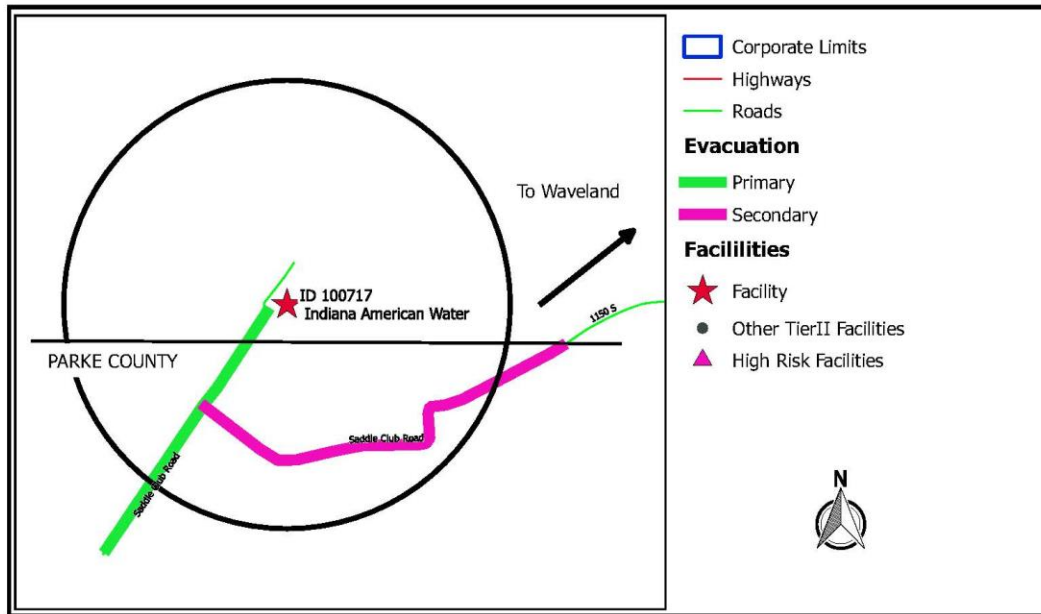 To Waveland
1150 S
ID 100717
Indiana American Water
PARKE COUNTY
Saddle Club Road
Saddle Club Road
Corporate Limits
Highways
Roads
Evacuation
Primary
Secondary
Facililities
Facility
Other TierII Facilities
High Risk Facilities
N